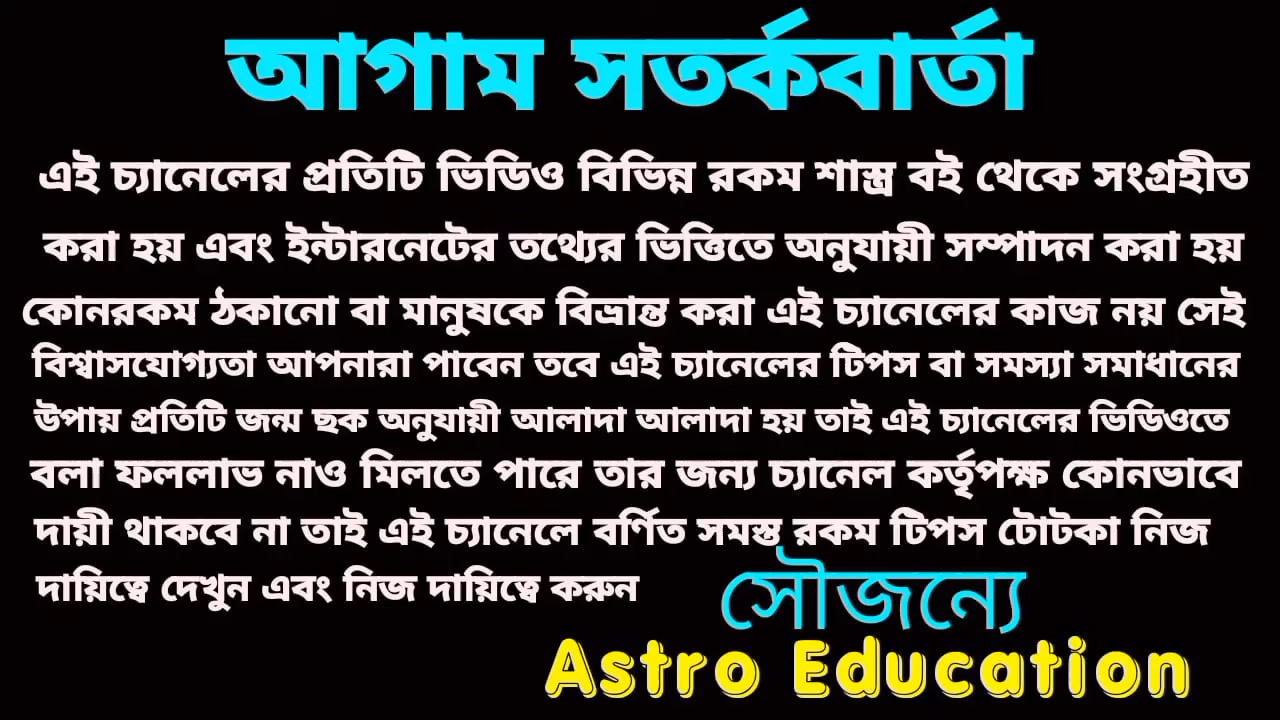 আগাম সতর্কবার্তা
এই চ্যানেলের প্রতিটি ভিডিও বিভিন্ন রকম শাস্ত্র বই থেকে সংগ্রহীত
করা হয় এবং ইন্টারনেটের তথ্যের ভিত্তিতে অনুযায়ী সম্পাদন করা হয়
কোনরকম ঠকানো বা মানুষকে বিভ্রান্ত করা এই চ্যানেলের কাজ নয় সেই
বিশ্বাসযোগ্যতা আপনারা পাবেন তবে এই চ্যানেলের টিপস বা সমস্যা সমাধানের
উপায় প্রতিটি জন্ম ছক অনুযায়ী আলাদা আলাদা হয় তাই এই চ্যানেলের ভিডিওতে
বলা ফললাভ নাও মিলতে পারে তার জন্য চ্যানেল কর্তৃপক্ষ কোনভাবে
দায়ী থাকবে না তাই এই চ্যানেলে বর্ণিত সমস্ত রকম টিপস টোটকা নিজ
দায়িত্বে দেখুন এবং নিজ দায়িত্বে করুন
সৌজন্যে
Astro Education